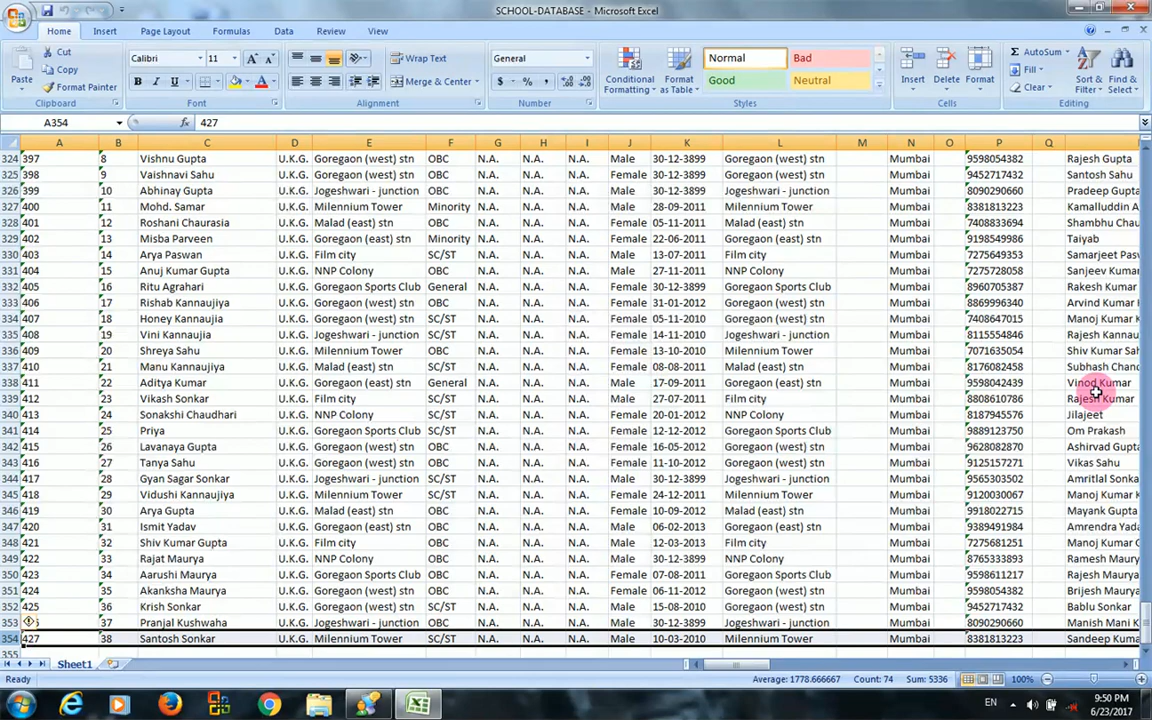 SCHOOL-DATABASE - Microsoft Excel
Home Insert Page Layout Formulas Data Review View
Cut Calibri 11 Wrap Text General Normal Bad AutoSum
Paste Copy Merge & Center Conditional Formatting Format as Table Good Neutral Insert Delete Format Fill Sort & Filter Find & Select
Format Painter Clear
Clipboard Font Alignment Number Styles Cells Editing
A354 fx 427
A B C D E F G H I J K L M N O P Q
324 397 8 Vishnu Gupta U.K.G. Goregaon (west) stn OBC N.A. N.A. N.A. Male 30-12-3899 Goregaon (west) stn Mumbai 9598054382 Rajesh Gupta
325 398 9 Vaishnavi Sahu U.K.G. Goregaon (west) stn OBC N.A. N.A. N.A. Female 30-12-3899 Goregaon (west) stn Mumbai 9452717432 Santosh Sahu
326 399 10 Abhinay Gupta U.K.G. Jogeshwari - junction OBC N.A. N.A. N.A. Male 30-12-3899 Jogeshwari - junction Mumbai 8090290660 Pradeep Gupta
327 400 11 Mohd. Samar U.K.G. Milennium Tower Minority N.A. N.A. N.A. Male 28-09-2011 Milennium Tower Mumbai 8381813223 Kamalluddin A
328 401 12 Roshani Chaurasia U.K.G. Malad (east) stn OBC N.A. N.A. N.A. Female 05-11-2011 Malad (east) stn Mumbai 7408833694 Shambhu Chau
329 402 13 Misba Parveen U.K.G. Goregaon (east) stn Minority N.A. N.A. N.A. Female 22-06-2011 Goregaon (east) stn Mumbai 9198549986 Taiyab
330 403 14 Arya Paswan U.K.G. Film city SC/ST N.A. N.A. N.A. Male 13-07-2011 Film city Mumbai 7275649353 Samarjeet Pas
331 404 15 Anuj Kumar Gupta U.K.G. NNP Colony OBC N.A. N.A. N.A. Male 27-11-2011 NNP Colony Mumbai 7275728058 Sanjeev Kumar
332 405 16 Ritu Agrahari U.K.G. Goregaon Sports Club General N.A. N.A. N.A. Female 30-12-3899 Goregaon Sports Club Mumbai 8960705387 Rakesh Kumar
333 406 17 Rishab Kannaujiya U.K.G. Goregaon (west) stn SC/ST N.A. N.A. N.A. Male 31-01-2012 Goregaon (west) stn Mumbai 8869996340 Arvind Kumar
334 407 18 Honey Kannaujiya U.K.G. Goregaon (west) stn SC/ST N.A. N.A. N.A. Male 05-11-2010 Goregaon (west) stn Mumbai 7408647015 Manoj Kumar
335 408 19 Vini Kannaujia U.K.G. Jogeshwari - junction SC/ST N.A. N.A. N.A. Female 14-11-2010 Jogeshwari - junction Mumbai 8115554846 Rajesh Kannau
336 409 20 Shreya Sahu U.K.G. Milennium Tower OBC N.A. N.A. N.A. Female 13-10-2010 Milennium Tower Mumbai 7071635054 Shiv Kumar Sah
337 410 21 Manu Kannaujiya U.K.G. Malad (east) stn SC/ST N.A. N.A. N.A. Female 08-08-2011 Malad (east) stn Mumbai 8176082458 Subhash Chand
338 411 22 Aditya Kumar U.K.G. Goregaon (east) stn General N.A. N.A. N.A. Male 17-09-2011 Goregaon (east) stn Mumbai 9598042439 Vinod Kumar
339 412 23 Vikash Sonkar U.K.G. Film city SC/ST N.A. N.A. N.A. Male 27-07-2011 Film city Mumbai 8808610786 Rajesh Kumar
340 413 24 Sonakshi Chaudhari U.K.G. NNP Colony OBC N.A. N.A. N.A. Female 20-01-2012 NNP Colony Mumbai 8187945576 Jilajeet
341 414 25 Priya U.K.G. Goregaon Sports Club SC/ST N.A. N.A. N.A. Female 12-12-2012 Goregaon Sports Club Mumbai 9889123750 Om Prakash
342 415 26 Lavanaya Gupta U.K.G. Goregaon (west) stn OBC N.A. N.A. N.A. Female 16-05-2012 Goregaon (west) stn Mumbai 9628082870 Ashirvad Gupta
343 416 27 Tanya Sahu U.K.G. Goregaon (west) stn OBC N.A. N.A. N.A. Female 11-10-2012 Goregaon (west) stn Mumbai 9125157271 Vikas Sahu
344 417 28 Gyan Sagar Sonkar U.K.G. Jogeshwari - junction SC/ST N.A. N.A. N.A. Male 30-12-3899 Jogeshwari - junction Mumbai 9565303502 Amritlal Sonka
345 418 29 Vidushi Kannaujiya U.K.G. Milennium Tower SC/ST N.A. N.A. N.A. Female 24-12-2011 Milennium Tower Mumbai 9120030067 Manoj Kumar
346 419 30 Arya Gupta U.K.G. Malad (east) stn OBC N.A. N.A. N.A. Female 10-09-2012 Malad (east) stn Mumbai 9918022715 Mayank Gupta
347 420 31 Ismit Yadav U.K.G. Goregaon (east) stn OBC N.A. N.A. N.A. Male 06-02-2013 Goregaon (east) stn Mumbai 9389491984 Amrendra Yada
348 421 32 Shiv Kumar Gupta U.K.G. Film city OBC N.A. N.A. N.A. Male 12-03-2013 Film city Mumbai 7275681251 Manoj Kumar G
349 422 33 Rajat Maurya U.K.G. NNP Colony OBC N.A. N.A. N.A. Male 30-12-3899 NNP Colony Mumbai 8765333893 Ramesh Maury
350 423 34 Aarushi Maurya U.K.G. Goregaon Sports Club OBC N.A. N.A. N.A. Female 07-08-2011 Goregaon Sports Club Mumbai 9598611217 Rajesh Maurya
351 424 35 Akanksha Maurya U.K.G. Goregaon (west) stn OBC N.A. N.A. N.A. Female 06-11-2012 Goregaon (west) stn Mumbai 9598054382 Brijesh Maurya
352 425 36 Krish Sonkar U.K.G. Goregaon (west) stn SC/ST N.A. N.A. N.A. Male 15-08-2010 Goregaon (west) stn Mumbai 9452717432 Bablu Sonkar
353 37 Pranjal Kushwaha U.K.G. Jogeshwari - junction OBC N.A. N.A. N.A. Male 30-12-3899 Jogeshwari - junction Mumbai 8090290660 Manish Mani K
354 427 38 Santosh Sonkar U.K.G. Milennium Tower SC/ST N.A. N.A. N.A. Male 10-03-2010 Milennium Tower Mumbai 8381813223 Sandeep Kuma
355
Sheet1
Ready Average: 1778.666667 Count: 74 Sum: 5336 100%
EN 9:50 PM
6/23/2017